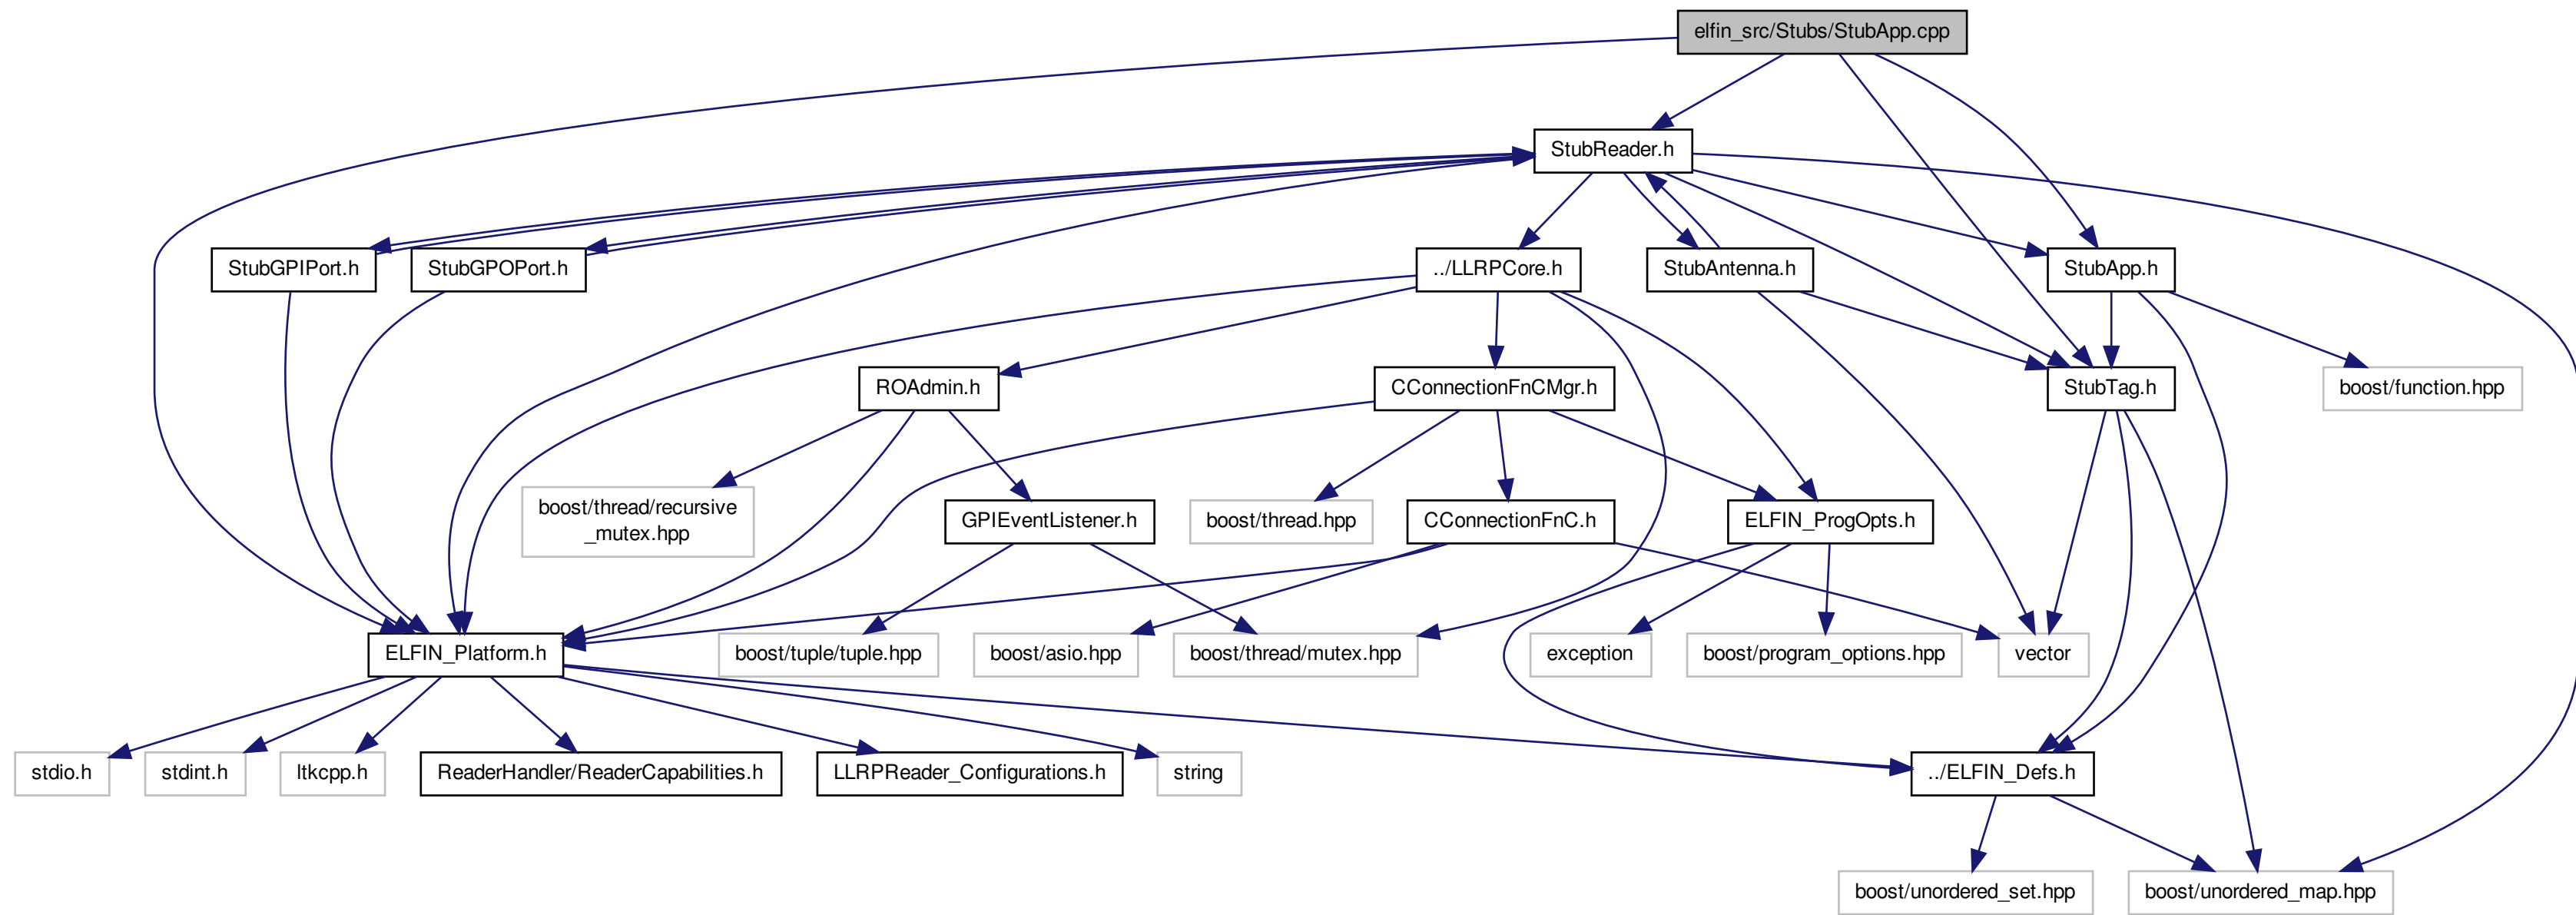 elfin_src/Stubs/StubApp.cpp
StubReader.h
StubGPIPort.h
StubGPOPort.h
../LLRPCore.h
StubAntenna.h
StubApp.h
ROAdmin.h
CConnectionFnCMgr.h
StubTag.h
boost/function.hpp
boost/thread/recursive
_mutex.hpp
GPIEventListener.h
boost/thread.hpp
CConnectionFnC.h
ELFIN_ProgOpts.h
ELFIN_Platform.h
boost/tuple/tuple.hpp
boost/asio.hpp
boost/thread/mutex.hpp
exception
boost/program_options.hpp
vector
stdio.h
stdint.h
ltkcpp.h
ReaderHandler/ReaderCapabilities.h
LLRPReader_Configurations.h
string
../ELFIN_Defs.h
boost/unordered_set.hpp
boost/unordered_map.hpp